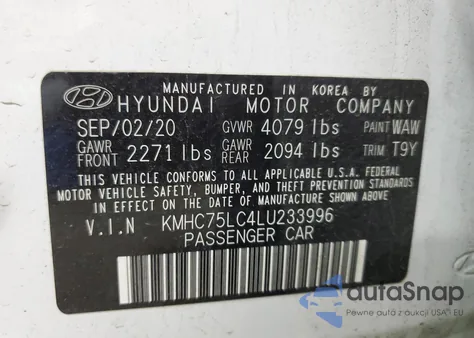 MANUFACTURED IN KOREA BY
HYUNDAI MOTOR COMPANY
SEP/02/20 GVWR 4079 lbs PAINT WAW
GAWR FRONT 2271 lbs GAWR REAR 2094 lbs TRIM T9Y
THIS VEHICLE CONFORMS TO ALL APPLICABLE U.S.A. FEDERAL
MOTOR VEHICLE SAFETY, BUMPER, AND THEFT PREVENTION STANDARDS
IN EFFECT ON THE DATE OF MANUFACTURE SHOWN ABOVE.
V.I.N KMHC75LC4LU233996
PASSENGER CAR
autaSnap
Pewne auta z aukcji USA i EU